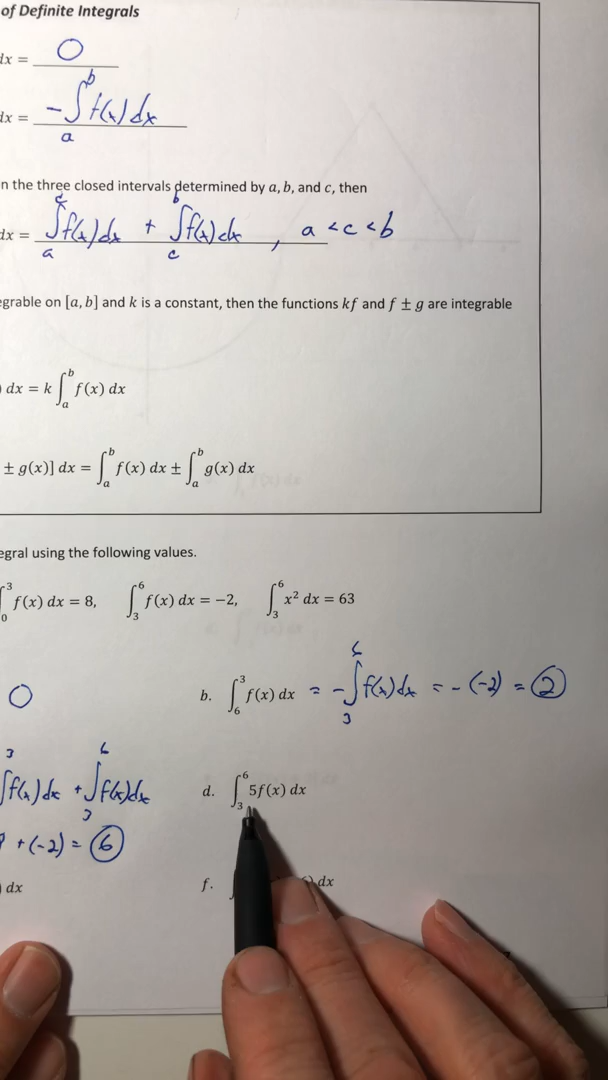 of Definite Integrals
dx = 0
dx = -∫_a^b f(x) dx
n the three closed intervals determined by a, b, and c, then
dx = ∫_a^c f(x) dx + ∫_c^b f(x) dx , a < c < b
egrable on [a, b] and k is a constant, then the functions kf and f ± g are integrable
) dx = k ∫_a^b f(x) dx
± g(x)] dx = ∫_a^b f(x) dx ± ∫_a^b g(x) dx
egral using the following values.
∫_0^3 f(x) dx = 8, ∫_3^6 f(x) dx = −2, ∫_3^6 x² dx = 63
0
b. ∫_6^3 f(x) dx = -∫_3^6 f(x) dx = -(-2) = 2
∫^3 f(x) dx + ∫_3^6 f(x) dx
d. ∫_3^6 5f(x) dx
+ (-2) = 6
) dx
f. dx